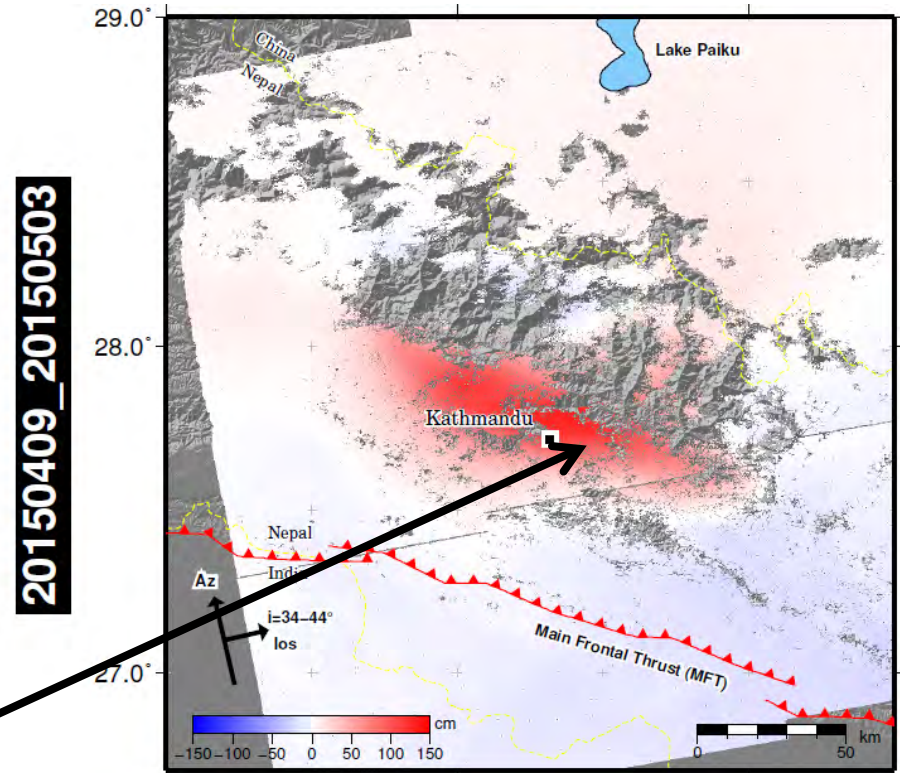 20150409_20150503
29.0°
Lake Paiku
China
Nepal
28.0°
Kathmandu
Nepal
India
Az
i=34−44°
los
27.0°
Main Frontal Thrust (MFT)
cm
−150 −100 −50 0 50 100 150
km
0 50